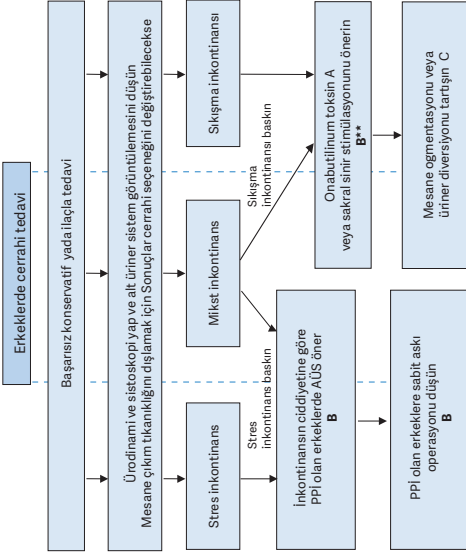 Erkeklerde cerrahi tedavi
Başarısız konservatif yada ilaçla tedavi
Ürodinami ve sistoskopi yap ve alt üriner sistem görüntülemesini düşün
Mesane çıkım tıkanıklığını dışlamak için Sonuçlar cerrahi seçeneğini değiştirebilecekse
Stres inkontinansı
Mikst inkontinans
Sıkışma inkontinansı
Stres
inkontinans baskın
Sıkışma
inkontinansı baskın
İnkontinansın ciddiyetine göre
PPİ olan erkeklerde AÜS öner
B
Onabutilinum toksin A
veya sakral sinir stimülasyonunu önerin
B**
PPİ olan erkeklere sabit askı
operasyonu düşün
B
Mesane ogmentasyonu veya
üriner diversiyonu tartışın C